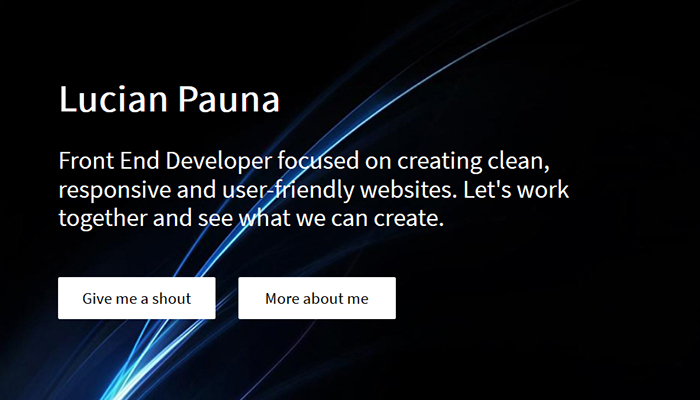 Lucian Pauna
Front End Developer focused on creating clean,
responsive and user-friendly websites. Let's work
together and see what we can create.
Give me a shout
More about me